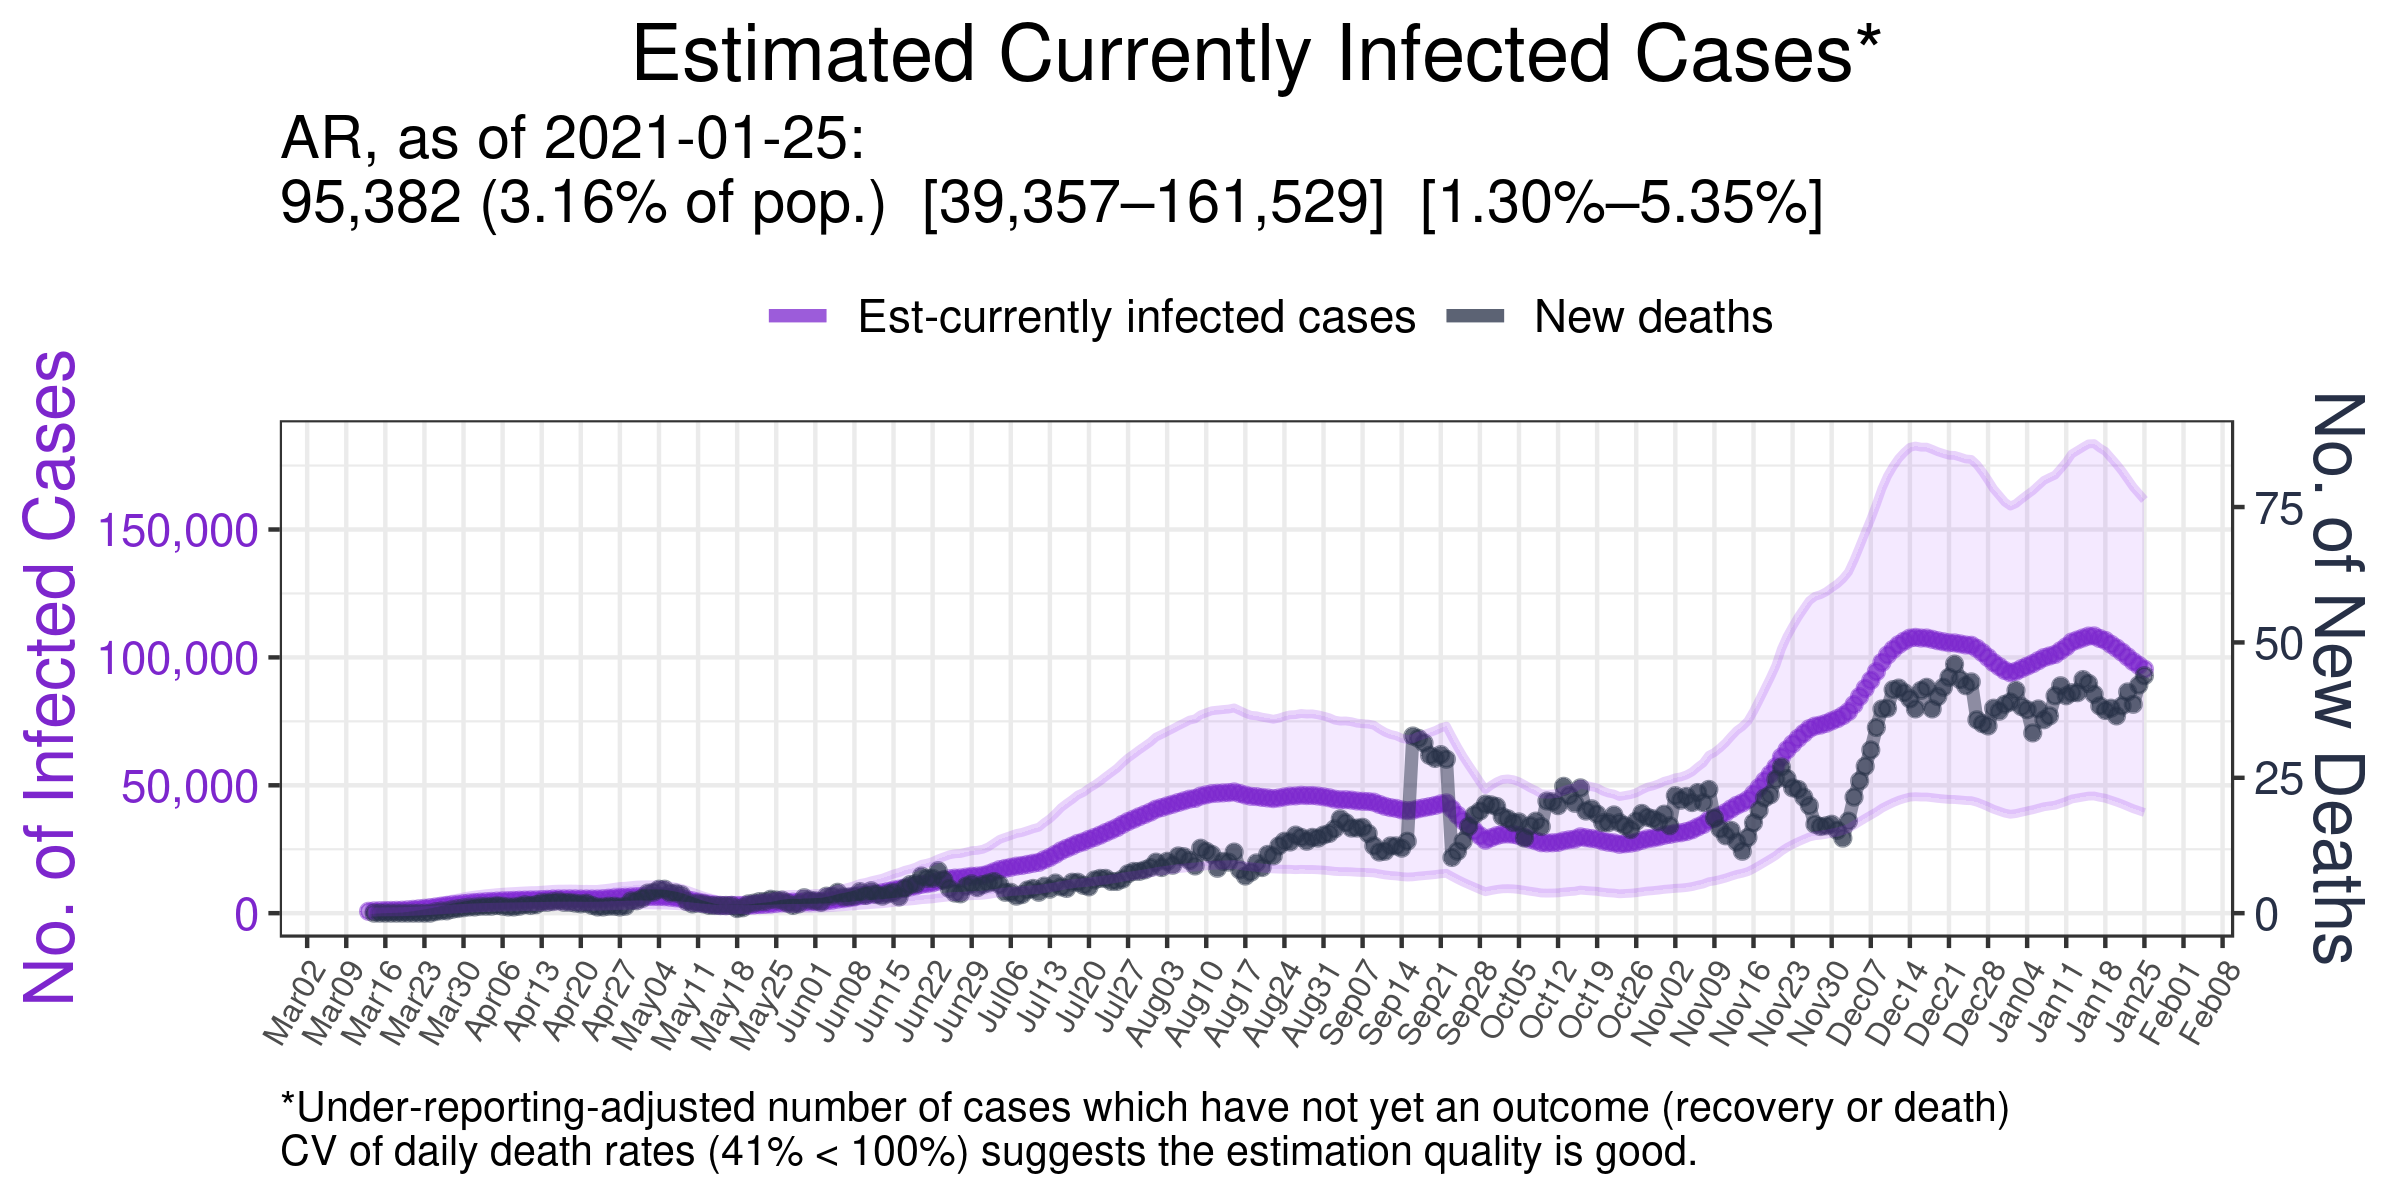 Estimated Currently Infected Cases*
AR, as of 2021-01-25:
95,382 (3.16% of pop.) [39,357–161,529] [1.30%–5.35%]
Est-currently infected cases
New deaths
No. of Infected Cases
150,000
100,000
50,000
0
75
50
25
0
No. of New Deaths
Mar02
Mar09
Mar16
Mar23
Mar30
Apr06
Apr13
Apr20
Apr27
May04
May11
May18
May25
Jun01
Jun08
Jun15
Jun22
Jun29
Jul06
Jul13
Jul20
Jul27
Aug03
Aug10
Aug17
Aug24
Aug31
Sep07
Sep14
Sep21
Sep28
Oct05
Oct12
Oct19
Oct26
Nov02
Nov09
Nov16
Nov23
Nov30
Dec07
Dec14
Dec21
Dec28
Jan04
Jan11
Jan18
Jan25
Feb01
Feb08
*Under-reporting-adjusted number of cases which have not yet an outcome (recovery or death)
CV of daily death rates (41% < 100%) suggests the estimation quality is good.